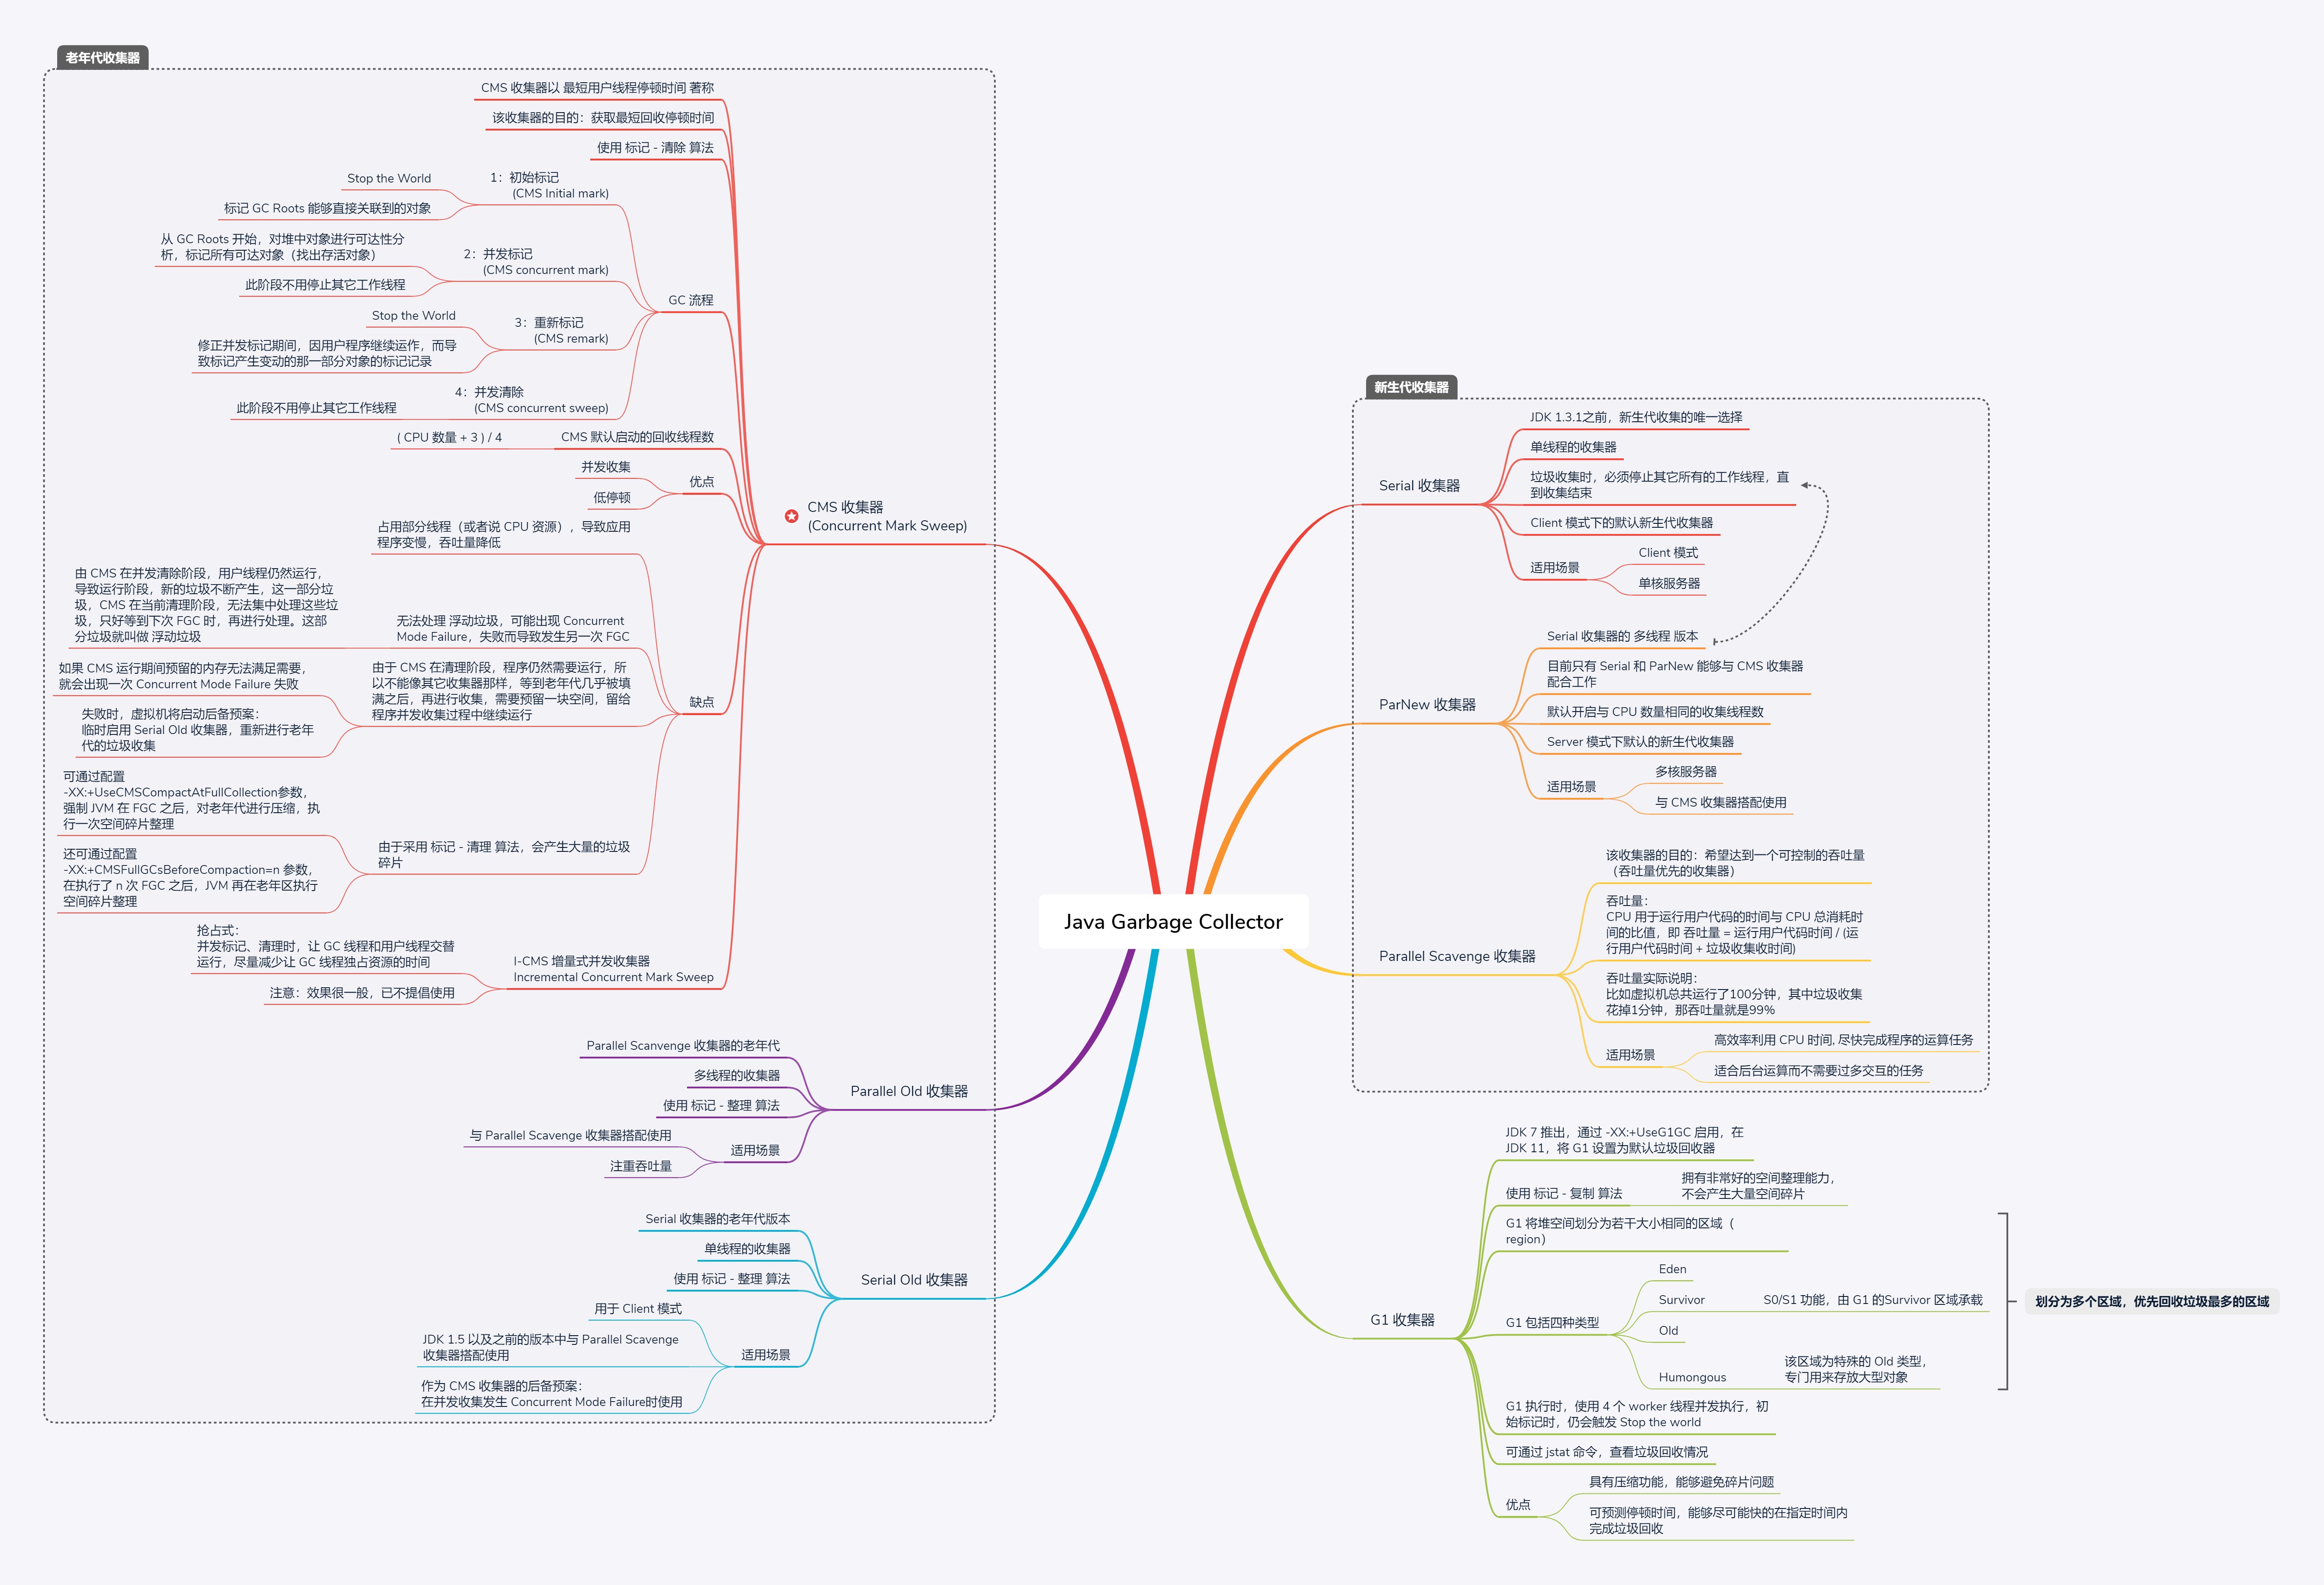 老年代收集器
CMS 收集器以 最短用户线程停顿时间 著称
该收集器的目的：获取最短回收停顿时间
使用 标记 - 清除 算法
1：初始标记
(CMS Initial mark)
Stop the World
标记 GC Roots 能够直接关联到的对象
2：并发标记
(CMS concurrent mark)
从 GC Roots 开始，对堆中对象进行可达性分
析，标记所有可达对象（找出存活对象）
此阶段不用停止其它工作线程
GC 流程
3：重新标记
(CMS remark)
Stop the World
修正并发标记期间，因用户程序继续运作，而导
致标记产生变动的那一部分对象的标记记录
4：并发清除
(CMS concurrent sweep)
此阶段不用停止其它工作线程
CMS 默认启动的回收线程数
( CPU 数量 + 3 ) / 4
优点
并发收集
低停顿
CMS 收集器
(Concurrent Mark Sweep)
缺点
占用部分线程（或者说 CPU 资源），导致应用
程序变慢，吞吐量降低
无法处理 浮动垃圾，可能出现 Concurrent
Mode Failure，失败而导致发生另一次 FGC
由 CMS 在并发清除阶段，用户线程仍然运行，
导致运行阶段，新的垃圾不断产生，这一部分垃
圾，CMS 在当前清理阶段，无法集中处理这些垃
圾，只好等到下次 FGC 时，再进行处理。这部
分垃圾就叫做 浮动垃圾
由于 CMS 在清理阶段，程序仍然需要运行，所
以不能像其它收集器那样，等到老年代几乎被填
满之后，再进行收集，需要预留一块空间，留给
程序并发收集过程中继续运行
如果 CMS 运行期间预留的内存无法满足需要，
就会出现一次 Concurrent Mode Failure 失败
失败时，虚拟机将启动后备预案：
临时启用 Serial Old 收集器，重新进行老年
代的垃圾收集
由于采用 标记 - 清理 算法，会产生大量的垃圾
碎片
可通过配置
-XX:+UseCMSCompactAtFullCollection参数，
强制 JVM 在 FGC 之后，对老年代进行压缩，执
行一次空间碎片整理
还可通过配置
-XX:+CMSFullGCsBeforeCompaction=n 参数，
在执行了 n 次 FGC 之后，JVM 再在老年区执行
空间碎片整理
I-CMS 增量式并发收集器
Incremental Concurrent Mark Sweep
抢占式：
并发标记、清理时，让 GC 线程和用户线程交替
运行，尽量减少让 GC 线程独占资源的时间
注意：效果很一般，已不提倡使用
Parallel Old 收集器
Parallel Scanvenge 收集器的老年代
多线程的收集器
使用 标记 - 整理 算法
适用场景
与 Parallel Scavenge 收集器搭配使用
注重吞吐量
Serial Old 收集器
Serial 收集器的老年代版本
单线程的收集器
使用 标记 - 整理 算法
适用场景
用于 Client 模式
JDK 1.5 以及之前的版本中与 Parallel Scavenge
收集器搭配使用
作为 CMS 收集器的后备预案：
在并发收集发生 Concurrent Mode Failure时使用
Java Garbage Collector
新生代收集器
Serial 收集器
JDK 1.3.1之前，新生代收集的唯一选择
单线程的收集器
垃圾收集时，必须停止其它所有的工作线程，直
到收集结束
Client 模式下的默认新生代收集器
适用场景
Client 模式
单核服务器
ParNew 收集器
Serial 收集器的 多线程 版本
目前只有 Serial 和 ParNew 能够与 CMS 收集器
配合工作
默认开启与 CPU 数量相同的收集线程数
Server 模式下默认的新生代收集器
适用场景
多核服务器
与 CMS 收集器搭配使用
Parallel Scavenge 收集器
该收集器的目的：希望达到一个可控制的吞吐量
（吞吐量优先的收集器）
吞吐量：
CPU 用于运行用户代码的时间与 CPU 总消耗时
间的比值，即 吞吐量 = 运行用户代码时间 / (运
行用户代码时间 + 垃圾收集收时间)
吞吐量实际说明：
比如虚拟机总共运行了100分钟，其中垃圾收集
花掉1分钟，那吞吐量就是99%
适用场景
高效率利用 CPU 时间, 尽快完成程序的运算任务
适合后台运算而不需要过多交互的任务
G1 收集器
JDK 7 推出，通过 -XX:+UseG1GC 启用，在
JDK 11，将 G1 设置为默认垃圾回收器
使用 标记 - 复制 算法
拥有非常好的空间整理能力，
不会产生大量空间碎片
G1 将堆空间划分为若干大小相同的区域（
region）
G1 包括四种类型
Eden
Survivor
S0/S1 功能，由 G1 的Survivor 区域承载
Old
Humongous
该区域为特殊的 Old 类型，
专门用来存放大型对象
划分为多个区域，优先回收垃圾最多的区域
G1 执行时，使用 4 个 worker 线程并发执行，初
始标记时，仍会触发 Stop the world
可通过 jstat 命令，查看垃圾回收情况
优点
具有压缩功能，能够避免碎片问题
可预测停顿时间，能够尽可能快的在指定时间内
完成垃圾回收